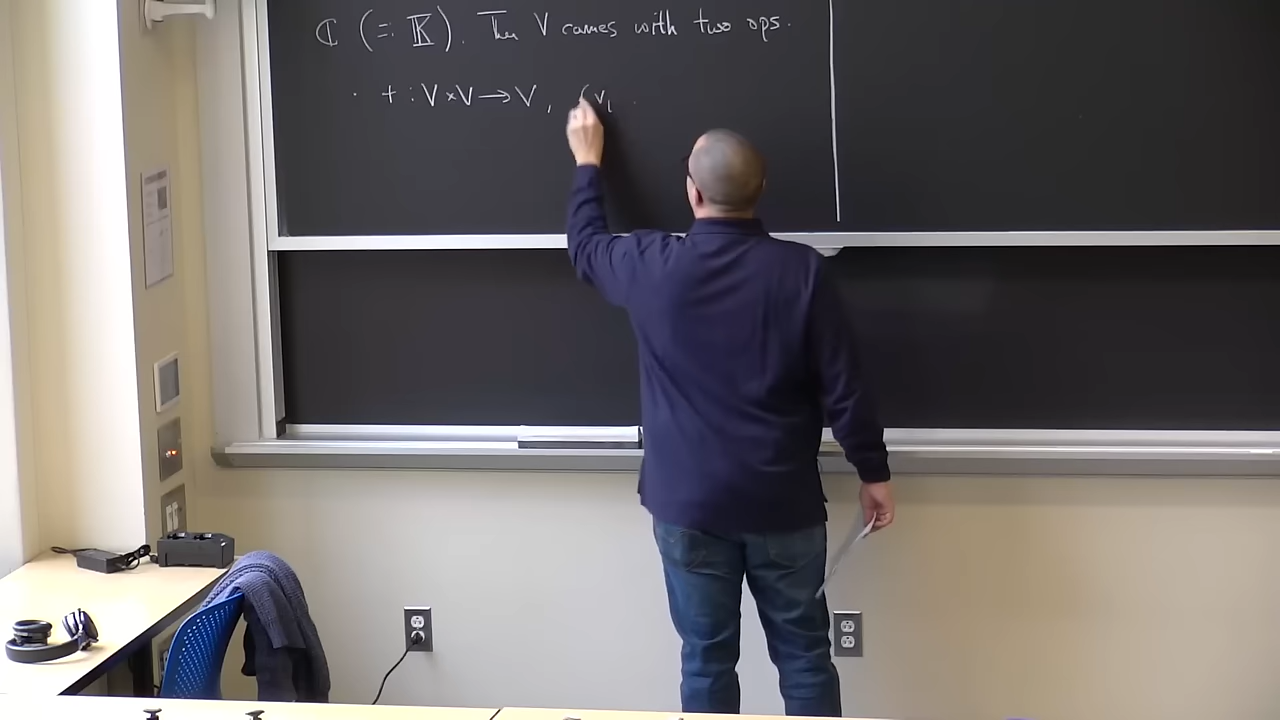 ℂ (=: 𝕂). Then V comes with two ops.
· + : V × V → V, (v₁